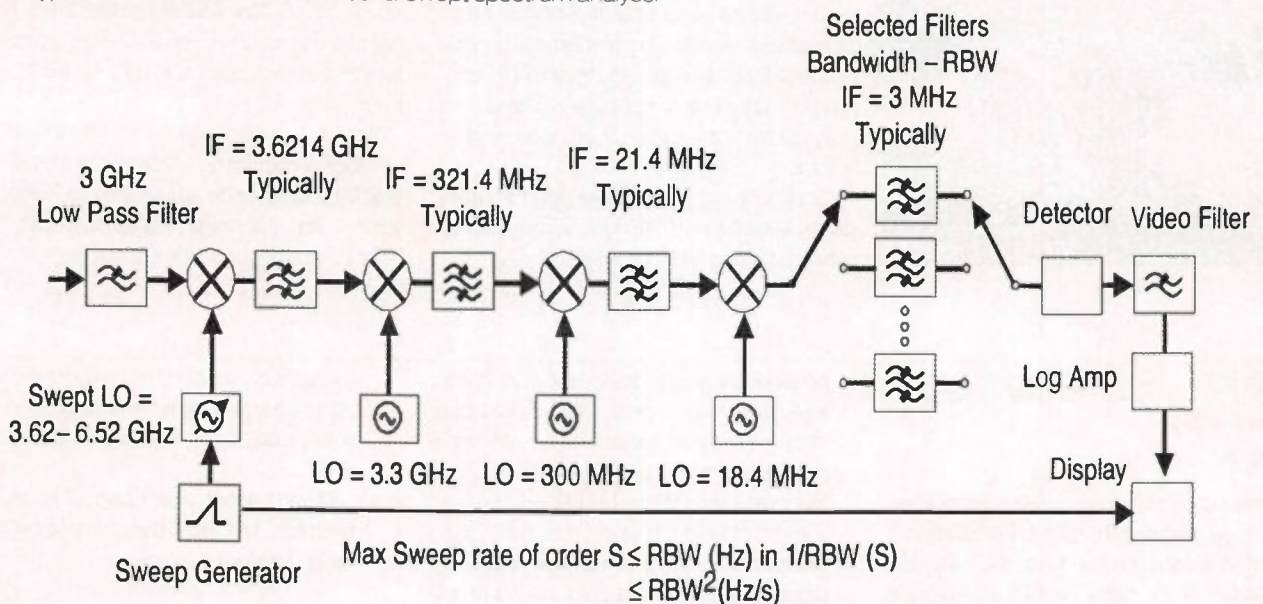 swept spectrum analyser
Selected Filters
Bandwidth – RBW
IF = 3 MHz
Typically
3 GHz
Low Pass Filter
IF = 3.6214 GHz
Typically
IF = 321.4 MHz
Typically
IF = 21.4 MHz
Typically
Detector
Video Filter
Swept LO =
3.62– 6.52 GHz
LO = 3.3 GHz
LO = 300 MHz
LO = 18.4 MHz
Log Amp
Display
Sweep Generator
Max Sweep rate of order S ≤ RBW (Hz) in 1/RBW (S)
≤ RBW² (Hz/s)